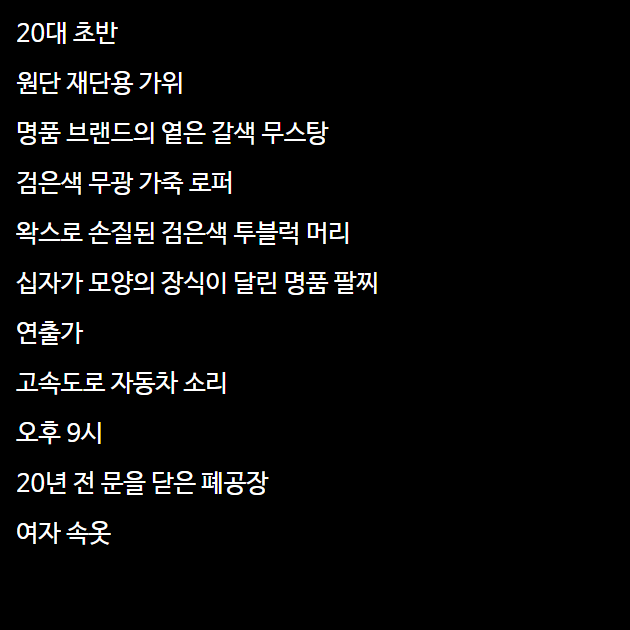 20대 초반
원단 재단용 가위
명품 브랜드의 옅은 갈색 무스탕
검은색 무광 가죽 로퍼
왁스로 손질된 검은색 투블럭 머리
십자가 모양의 장식이 달린 명품 팔찌
연출가
고속도로 자동차 소리
오후 9시
20년 전 문을 닫은 폐공장
여자 속옷